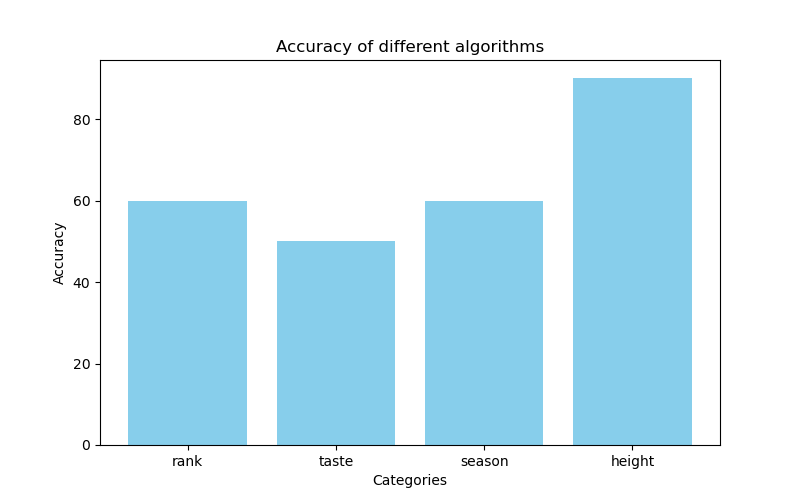 Accuracy of different algorithms
Accuracy
80
60
40
20
0
rank taste season height
Categories